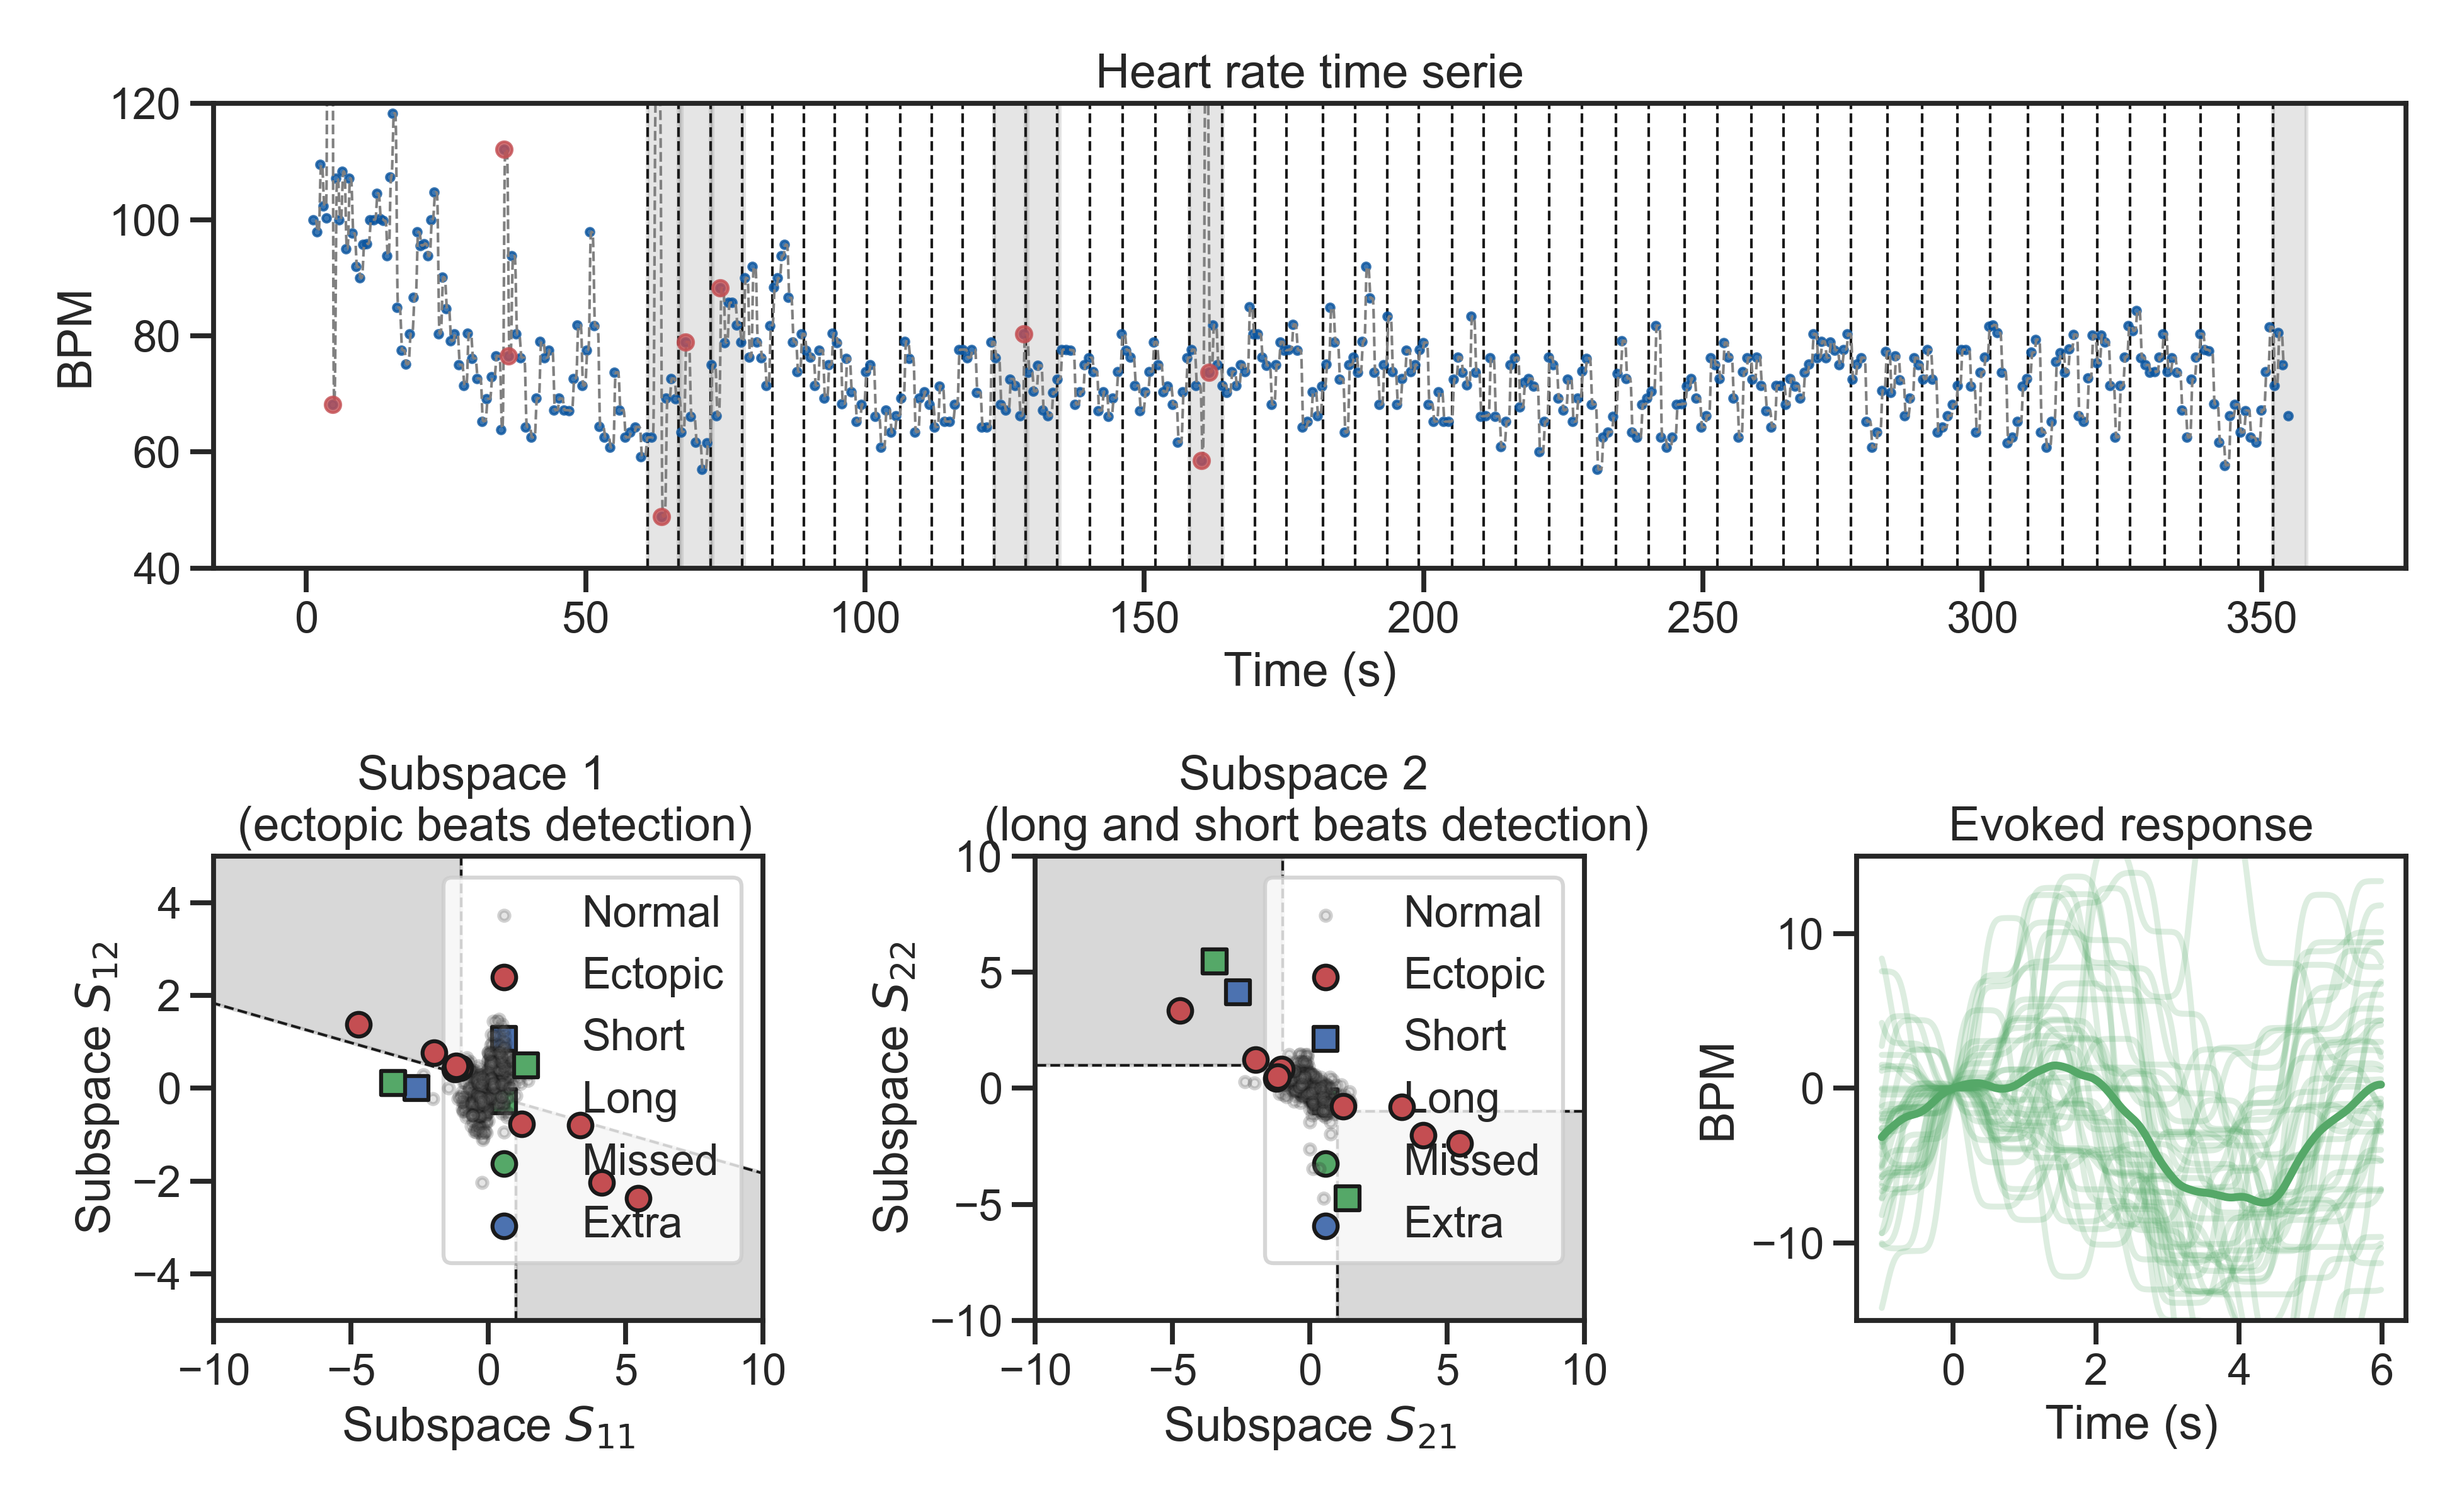 Heart rate time serie
BPM
120
100
80
60
40
0 50 100 150 200 250 300 350
Time (s)
Subspace 1
(ectopic beats detection)
Subspace S12
4
2
0
−2
−4
Normal
Ectopic
Short
Long
Missed
Extra
−10 −5 0 5 10
Subspace S11
Subspace 2
(long and short beats detection)
Subspace S22
10
5
0
−5
−10
Normal
Ectopic
Short
Long
Missed
Extra
−10 −5 0 5 10
Subspace S21
Evoked response
BPM
10
0
−10
0 2 4 6
Time (s)